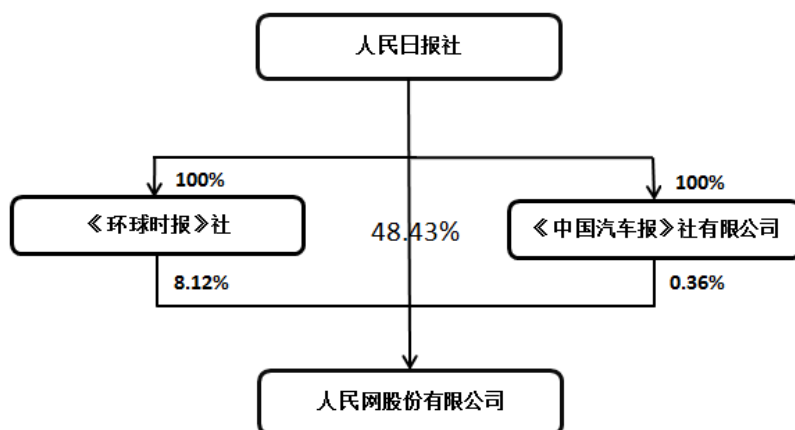 人民日报社
100%
100%
《环球时报》社
48.43%
《中国汽车报》社有限公司
8.12%
0.36%
人民网股份有限公司